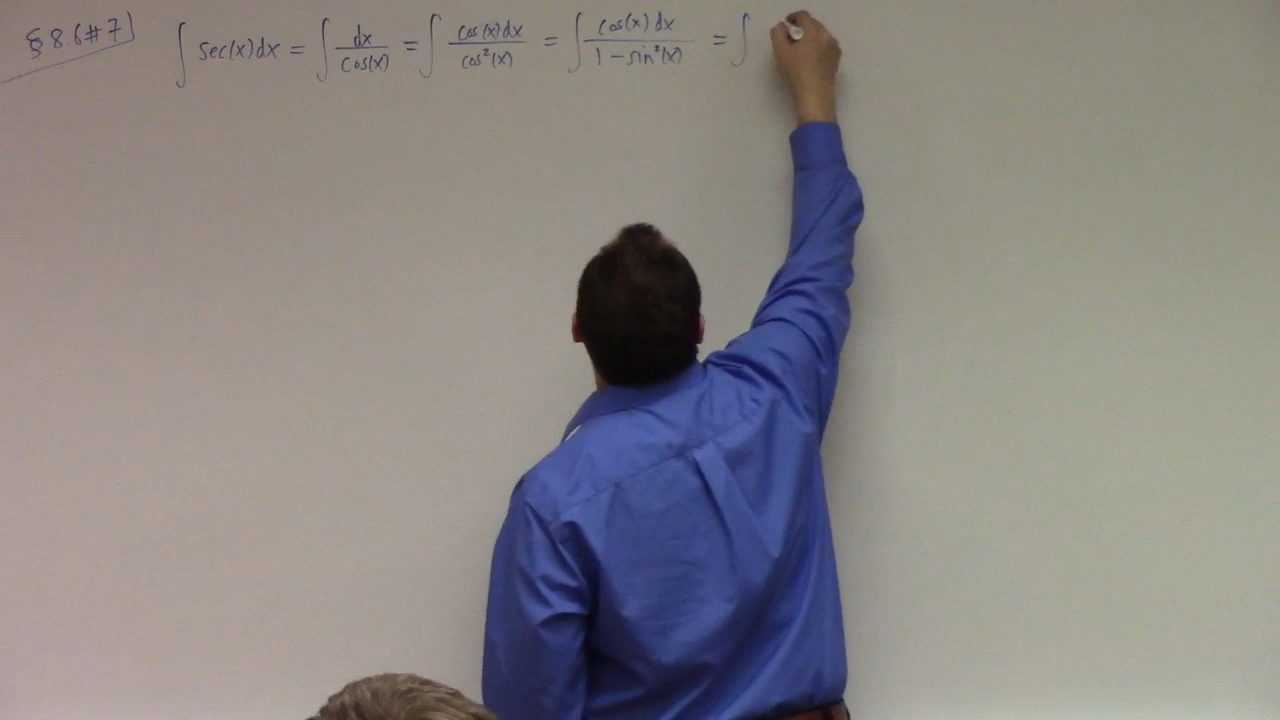 §8.6#7 ∫ sec(x)dx = ∫ dx/cos(x) = ∫ cos(x)dx/cos²(x) = ∫ cos(x)dx/1-sin²(x) = ∫